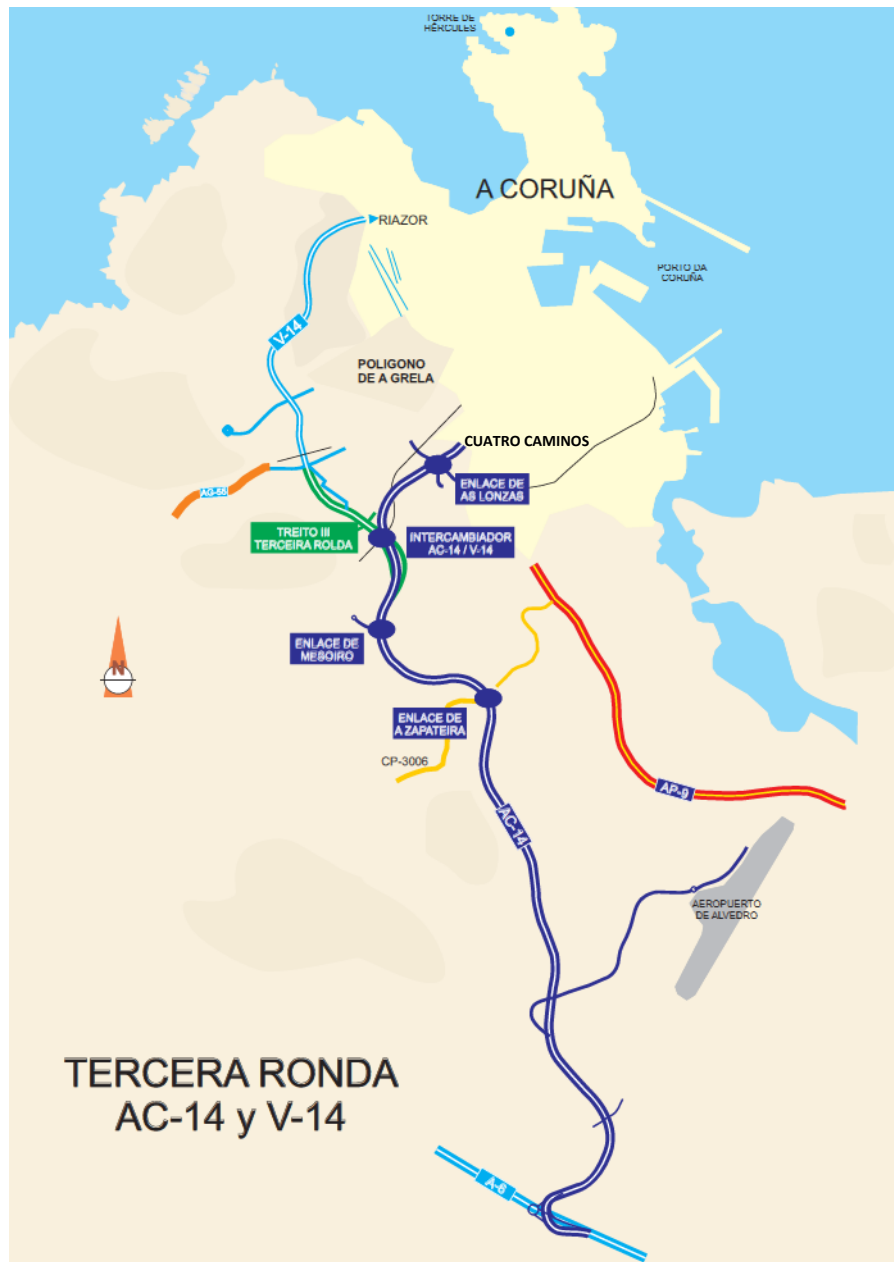 TORRE DE
HÉRCULES
A CORUÑA
RIAZOR
PORTO DA
CORUÑA
V-14
POLIGONO
DE A GRELA
CUATRO CAMINOS
AG-55
ENLACE DE
AS LONZAS
TREITO III
TERCEIRA ROLDA
INTERCAMBIADOR
AC-14 / V-14
ENLACE DE
MESOIRO
N
ENLACE DE
A ZAPATEIRA
CP-3006
AP-9
AC-14
AEROPUERTO
DE ALVEDRO
TERCERA RONDA
AC-14 y V-14
A-6